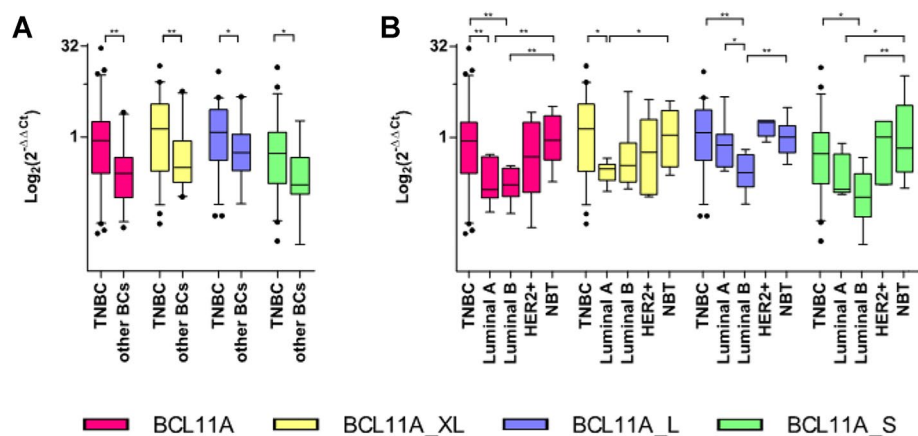 A
B
** ** * *
** ** ** ** * * ** * ** * * **
32
1
Log₂(2^-ΔΔCt)
TNBC
other BCs
TNBC
other BCs
TNBC
other BCs
TNBC
other BCs
32
1
Log₂(2^-ΔΔCt)
TNBC
Luminal A
Luminal B
HER2+
NBT
TNBC
Luminal A
Luminal B
HER2+
NBT
TNBC
Luminal A
Luminal B
HER2+
NBT
TNBC
Luminal A
Luminal B
HER2+
NBT
BCL11A BCL11A_XL BCL11A_L BCL11A_S